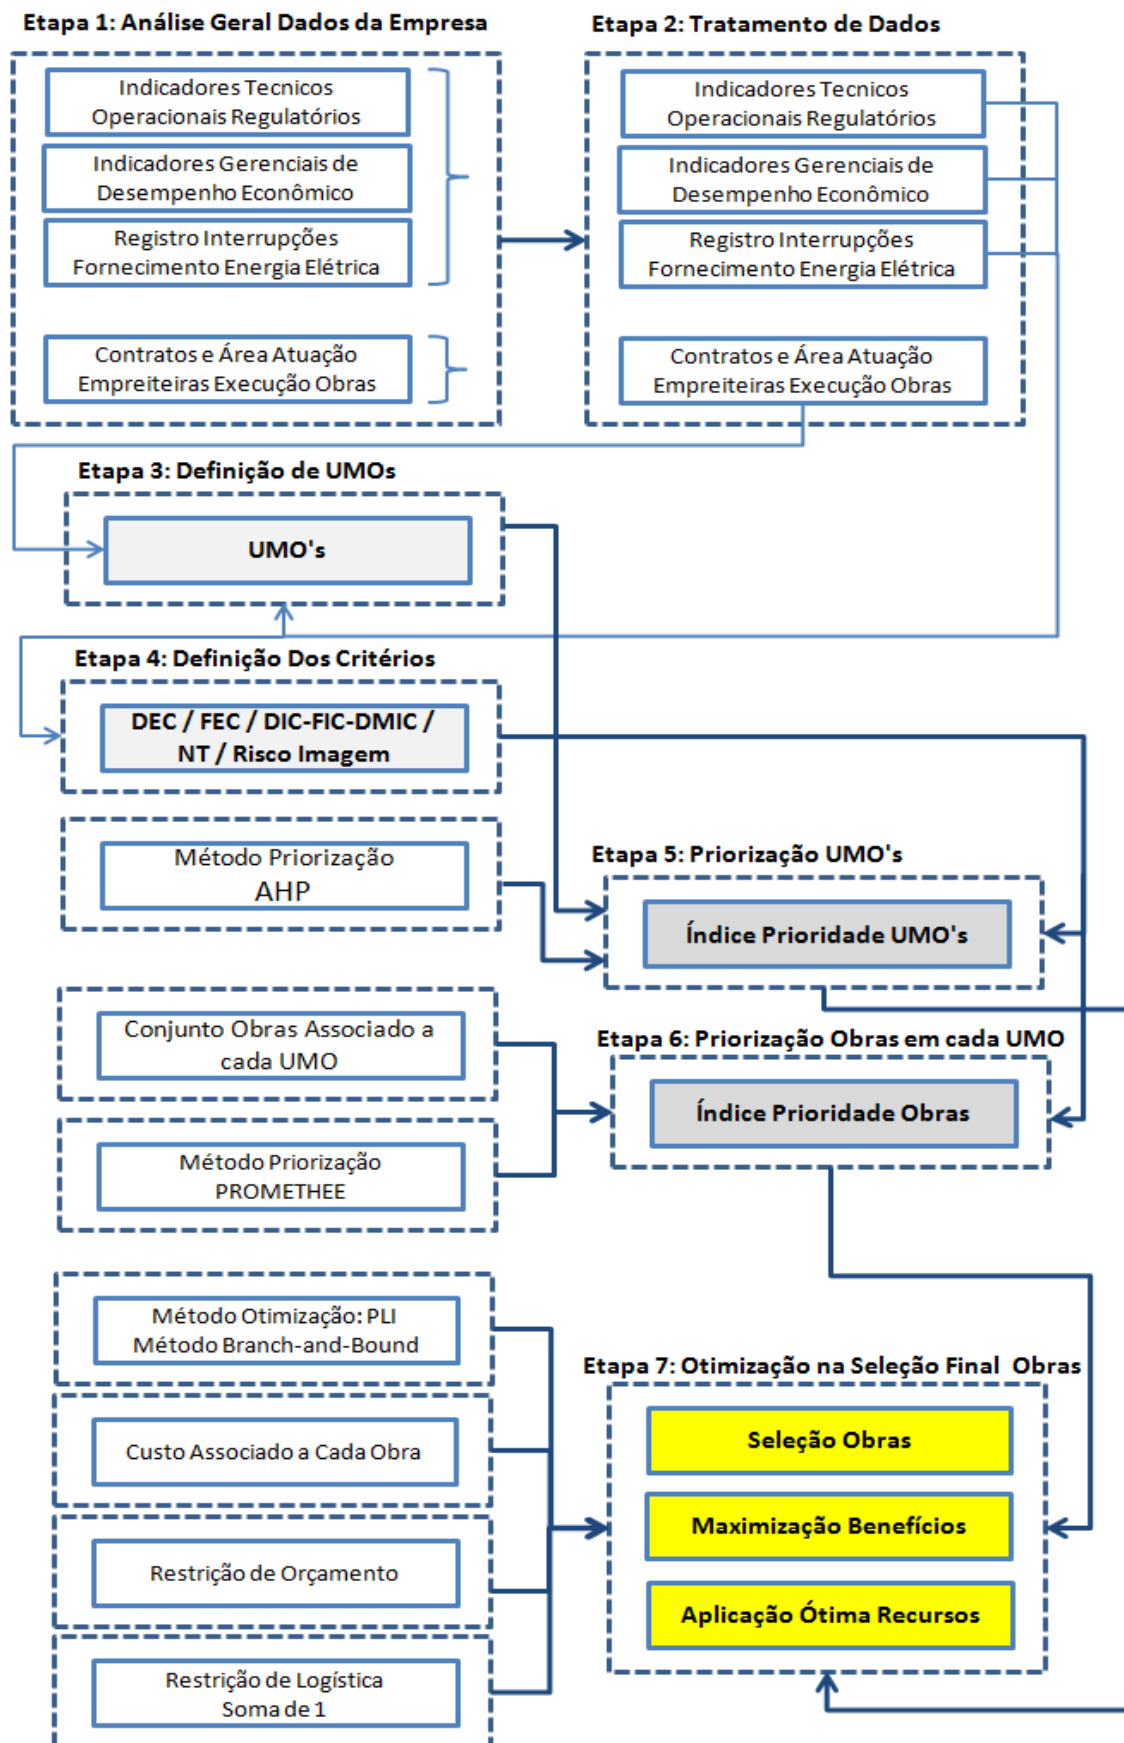 Etapa 1: Análise Geral Dados da Empresa
Indicadores Tecnicos
Operacionais Regulatórios
Indicadores Gerenciais de
Desempenho Econômico
Registro Interrupções
Fornecimento Energia Elétrica
Contratos e Área Atuação
Empreiteiras Execução Obras
Etapa 2: Tratamento de Dados
Indicadores Tecnicos
Operacionais Regulatórios
Indicadores Gerenciais de
Desempenho Econômico
Registro Interrupções
Fornecimento Energia Elétrica
Contratos e Área Atuação
Empreiteiras Execução Obras
Etapa 3: Definição de UMOs
UMO's
Etapa 4: Definição Dos Critérios
DEC / FEC / DIC-FIC-DMIC /
NT / Risco Imagem
Método Priorização
AHP
Etapa 5: Priorização UMO's
Índice Prioridade UMO's
Conjunto Obras Associado a
cada UMO
Método Priorização
PROMETHEE
Etapa 6: Priorização Obras em cada UMO
Índice Prioridade Obras
Método Otimização: PLI
Método Branch-and-Bound
Custo Associado a Cada Obra
Restrição de Orçamento
Restrição de Logística
Soma de 1
Etapa 7: Otimização na Seleção Final Obras
Seleção Obras
Maximização Benefícios
Aplicação Ótima Recursos